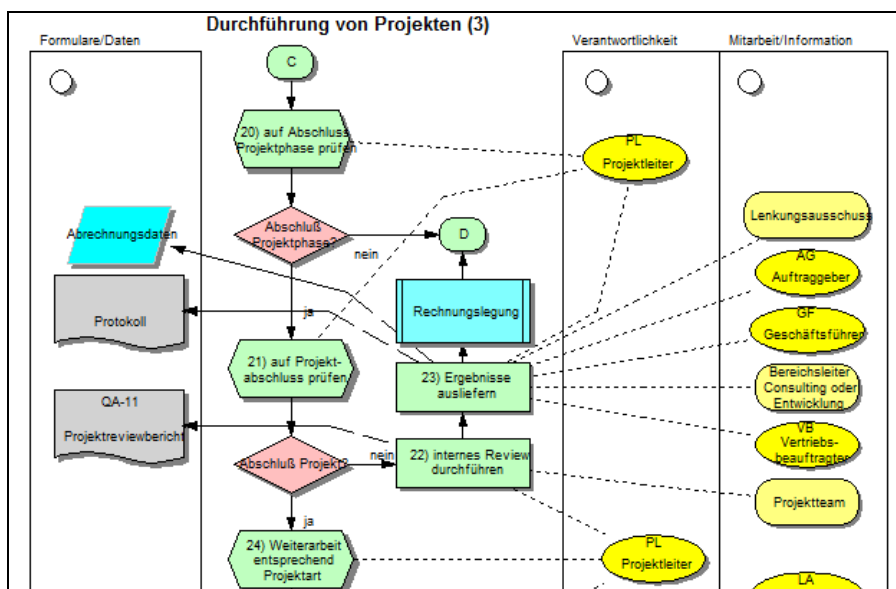 Durchführung von Projekten (3)
Formulare/Daten
Verantwortlichkeit
Mitarbeit/Information
C
20) auf Abschluss
Projektphase prüfen
PL
Projektleiter
Abschluß
Projektphase?
nein
D
Lenkungsausschuss
Abrechnungsdaten
AG
Auftraggeber
Protokoll
ja
Rechnungslegung
GF
Geschäftsführer
21) auf Projekt-
abschluss prüfen
23) Ergebnisse
ausliefern
Bereichsleiter
Consulting oder
Entwicklung
QA-11
Projektreviewbericht
VB
Vertriebs-
beauftragter
Abschluß Projekt?
nein
22) internes Review
durchführen
Projektteam
ja
24) Weiterarbeit
entsprechend
Projektart
PL
Projektleiter
LA